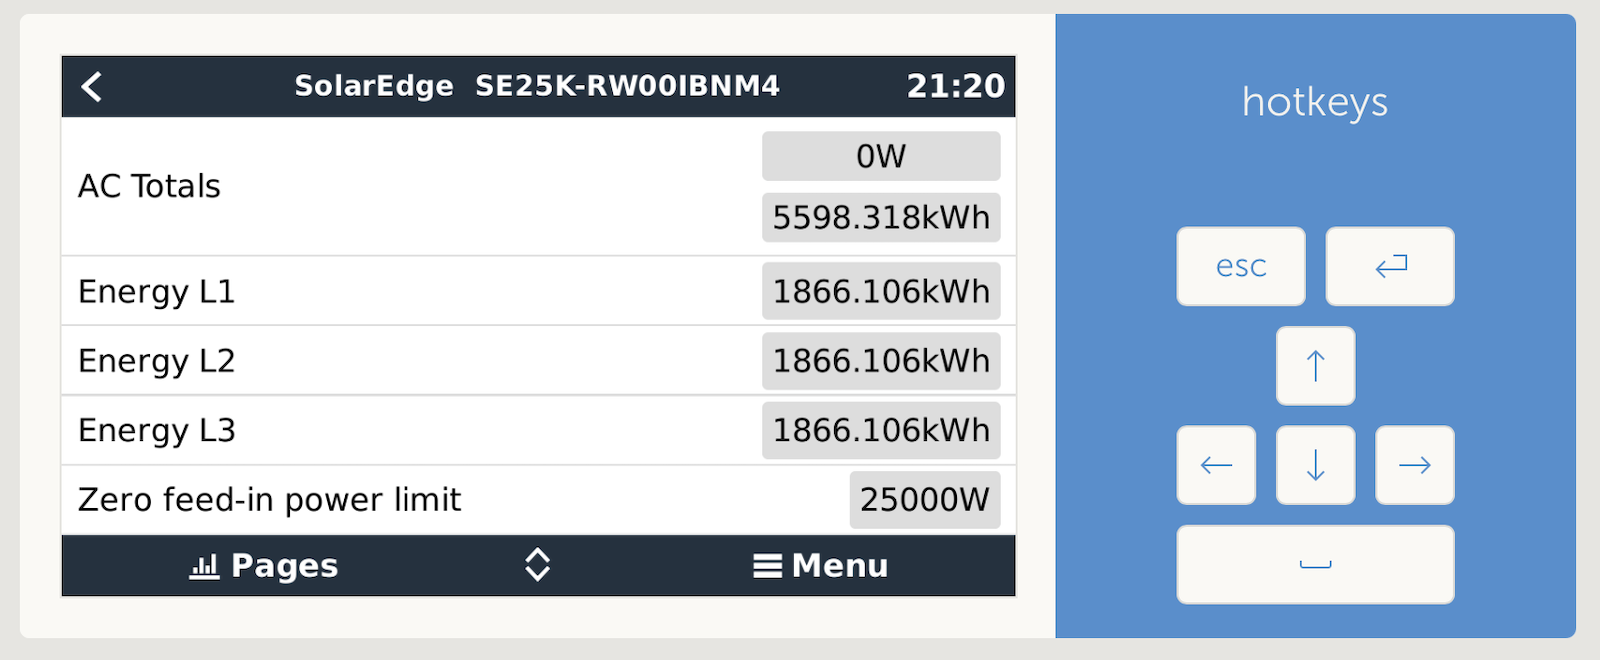 SolarEdge SE25K-RW00IBNM4 21:20
AC Totals
0W
5598.318kWh
Energy L1 1866.106kWh
Energy L2 1866.106kWh
Energy L3 1866.106kWh
Zero feed-in power limit 25000W
Pages Menu
hotkeys
esc